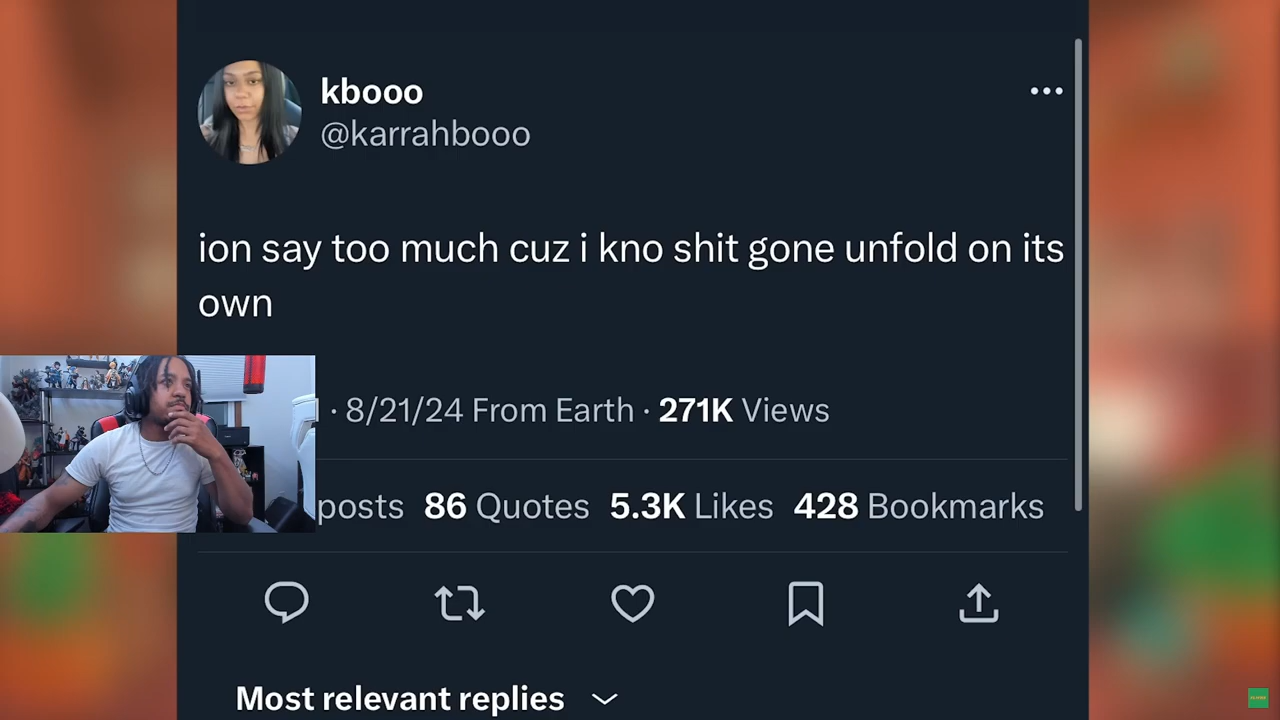 kbooo
@karrahbooo
ion say too much cuz i kno shit gone unfold on its
own
· 8/21/24 From Earth · 271K Views
posts 86 Quotes 5.3K Likes 428 Bookmarks
Most relevant replies